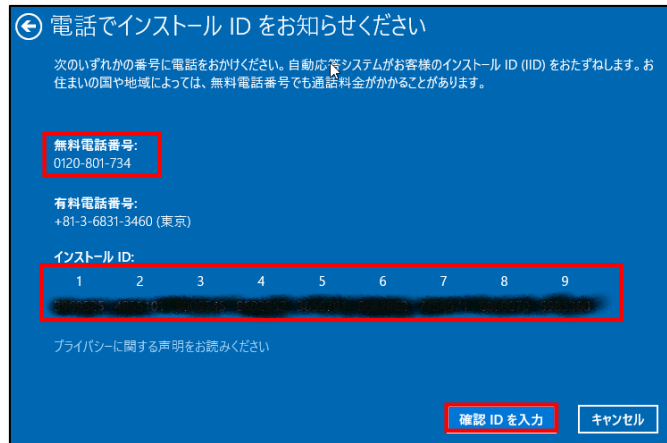 電話でインストール ID をお知らせください
次のいずれかの番号に電話をおかけください。自動応答システムがお客様のインストール ID (IID) をおたずねします。お
住まいの国や地域によっては、無料電話番号でも通話料金がかかることがあります。
無料電話番号:
0120-801-734
有料電話番号:
+81-3-6831-3460 (東京)
インストール ID:
1 2 3 4 5 6 7 8 9
プライバシーに関する声明をお読みください
確認 ID を入力 キャンセル